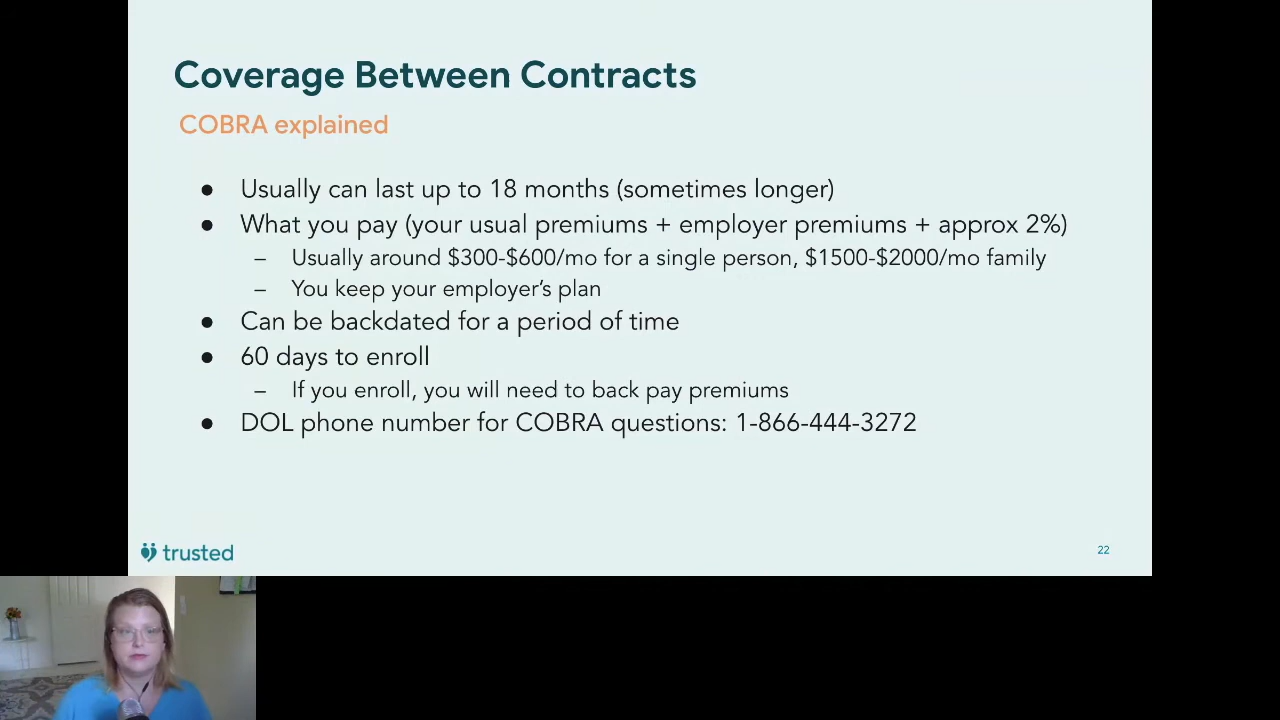 Coverage Between Contracts
COBRA explained
● Usually can last up to 18 months (sometimes longer)
● What you pay (your usual premiums + employer premiums + approx 2%)
– Usually around $300-$600/mo for a single person, $1500-$2000/mo family
– You keep your employer’s plan
● Can be backdated for a period of time
● 60 days to enroll
– If you enroll, you will need to back pay premiums
● DOL phone number for COBRA questions: 1-866-444-3272
trusted
22